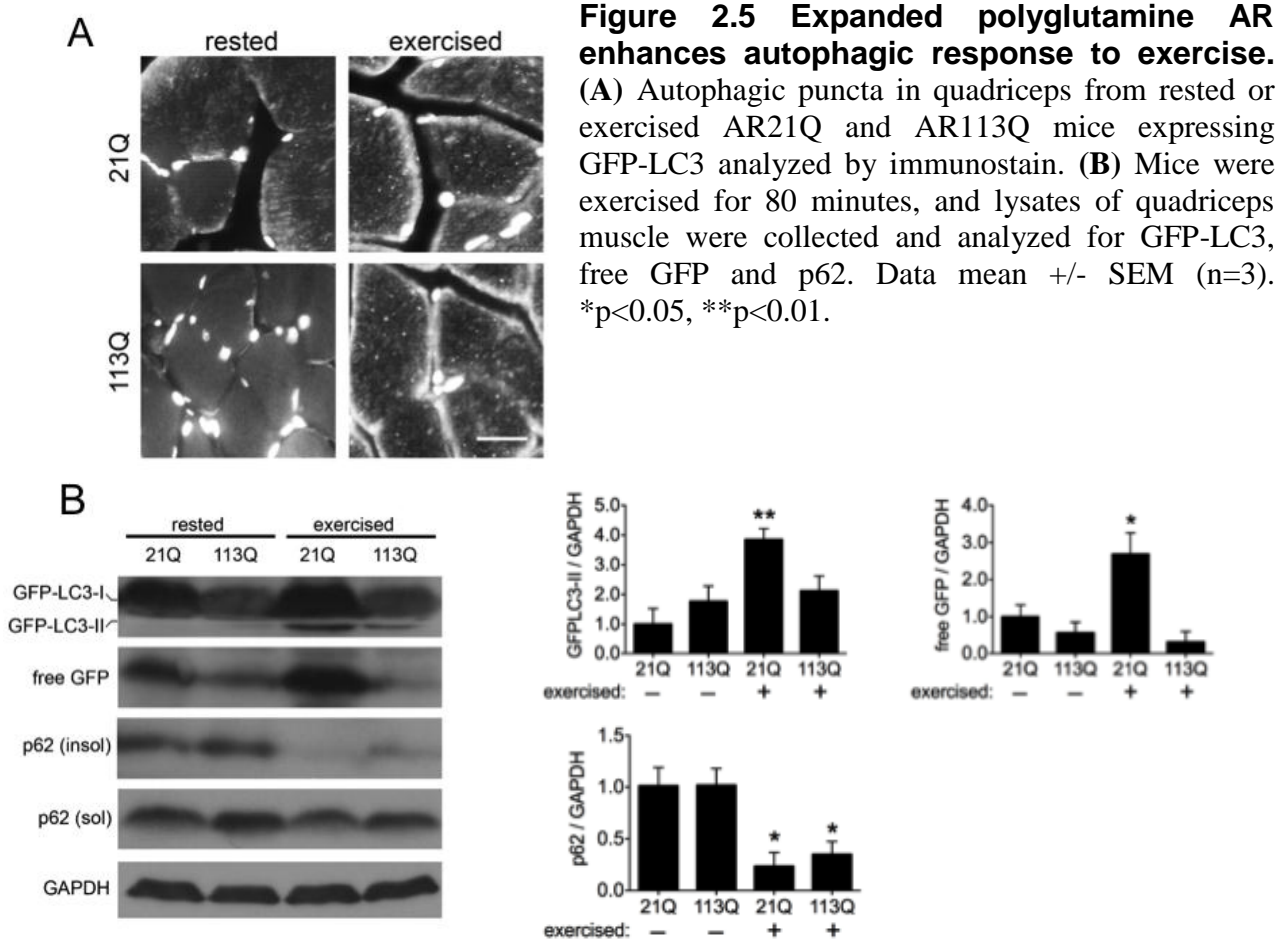 Figure 2.5 Expanded polyglutamine AR
enhances autophagic response to exercise.
(A) Autophagic puncta in quadriceps from rested or
exercised AR21Q and AR113Q mice expressing
GFP-LC3 analyzed by immunostain. (B) Mice were
exercised for 80 minutes, and lysates of quadriceps
muscle were collected and analyzed for GFP-LC3,
free GFP and p62. Data mean +/- SEM (n=3).
*p<0.05, **p<0.01.
A
rested exercised
21Q
113Q
B
rested exercised
21Q 113Q 21Q 113Q
GFP-LC3-I
GFP-LC3-II
free GFP
p62 (insol)
p62 (sol)
GAPDH
GFPLC3-II / GAPDH
5.0
4.0
3.0
2.0
1.0
0.0
**
21Q 113Q 21Q 113Q
exercised: – – + +
free GFP / GAPDH
4.0
3.0
2.0
1.0
0.0
*
21Q 113Q 21Q 113Q
exercised: – – + +
p62 / GAPDH
1.5
1.0
0.5
0.0
* *
21Q 113Q 21Q 113Q
exercised: – – + +